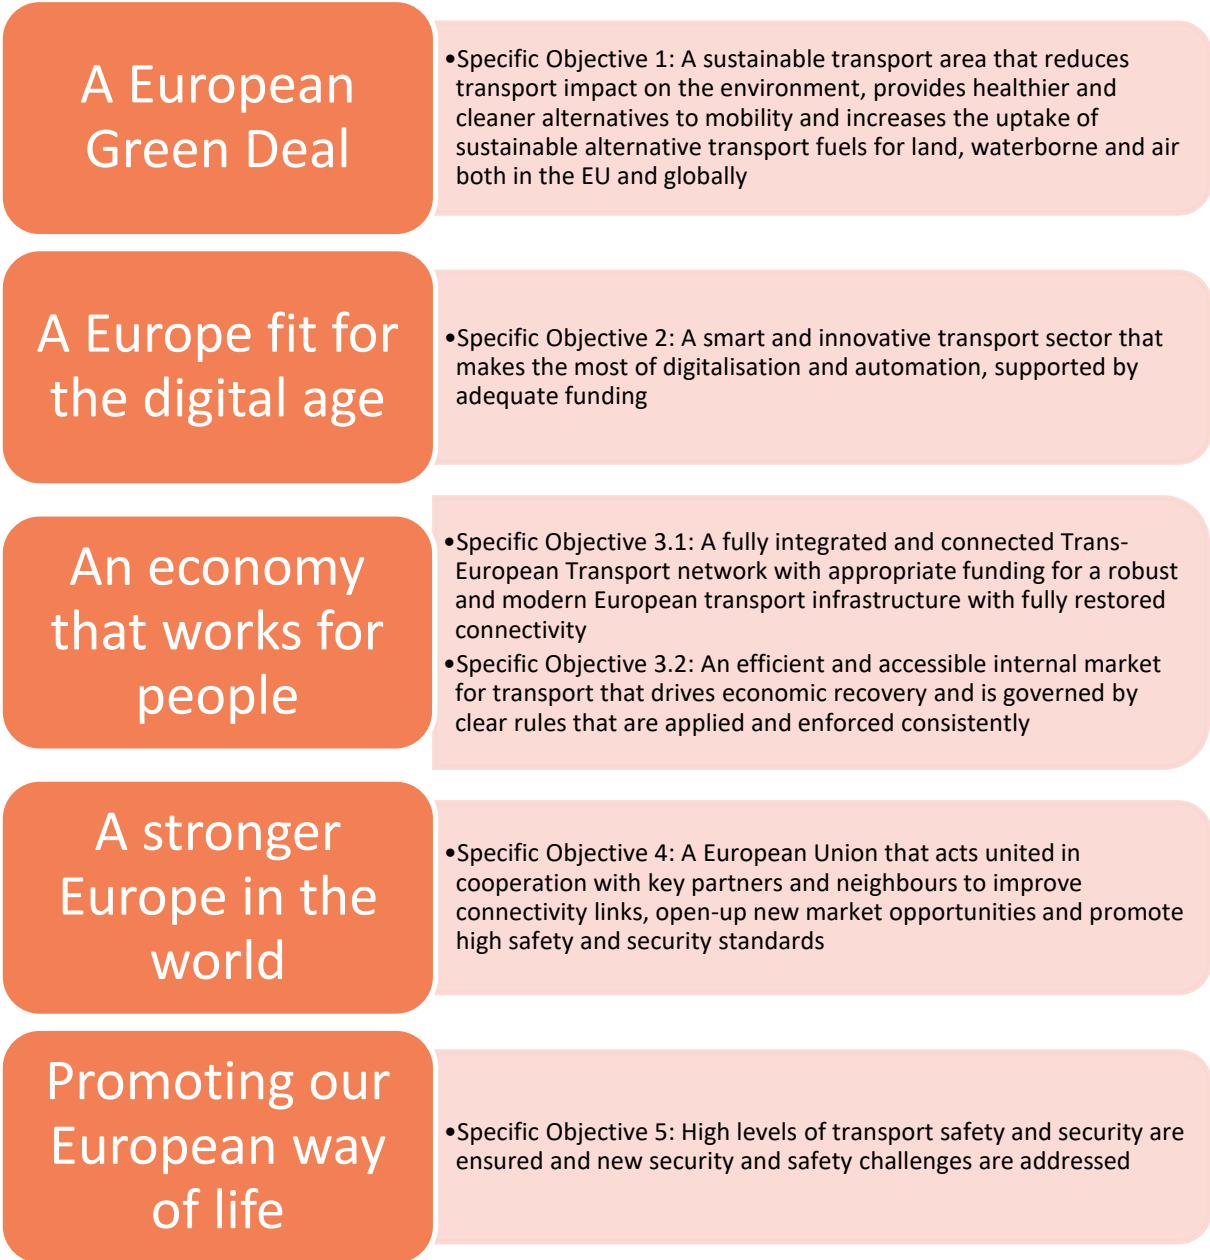 A European
Green Deal
•Specific Objective 1: A sustainable transport area that reduces
transport impact on the environment, provides healthier and
cleaner alternatives to mobility and increases the uptake of
sustainable alternative transport fuels for land, waterborne and air
both in the EU and globally
A Europe fit for
the digital age
•Specific Objective 2: A smart and innovative transport sector that
makes the most of digitalisation and automation, supported by
adequate funding
An economy
that works for
people
•Specific Objective 3.1: A fully integrated and connected Trans-
European Transport network with appropriate funding for a robust
and modern European transport infrastructure with fully restored
connectivity
•Specific Objective 3.2: An efficient and accessible internal market
for transport that drives economic recovery and is governed by
clear rules that are applied and enforced consistently
A stronger
Europe in the
world
•Specific Objective 4: A European Union that acts united in
cooperation with key partners and neighbours to improve
connectivity links, open-up new market opportunities and promote
high safety and security standards
Promoting our
European way
of life
•Specific Objective 5: High levels of transport safety and security are
ensured and new security and safety challenges are addressed